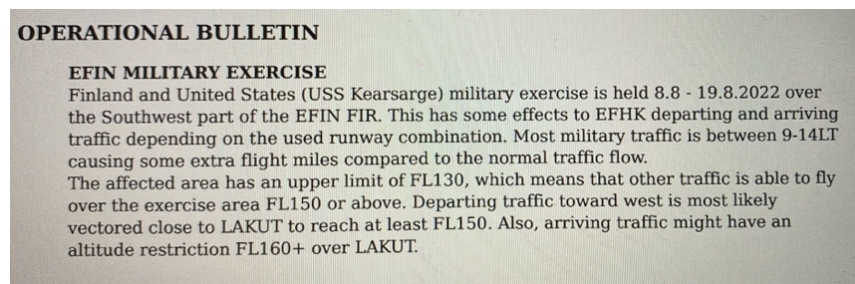 OPERATIONAL BULLETIN
EFIN MILITARY EXERCISE
Finland and United States (USS Kearsarge) military exercise is held 8.8 - 19.8.2022 over
the Southwest part of the EFIN FIR. This has some effects to EFHK departing and arriving
traffic depending on the used runway combination. Most military traffic is between 9-14LT
causing some extra flight miles compared to the normal traffic flow.
The affected area has an upper limit of FL130, which means that other traffic is able to fly
over the exercise area FL150 or above. Departing traffic toward west is most likely
vectored close to LAKUT to reach at least FL150. Also, arriving traffic might have an
altitude restriction FL160+ over LAKUT.